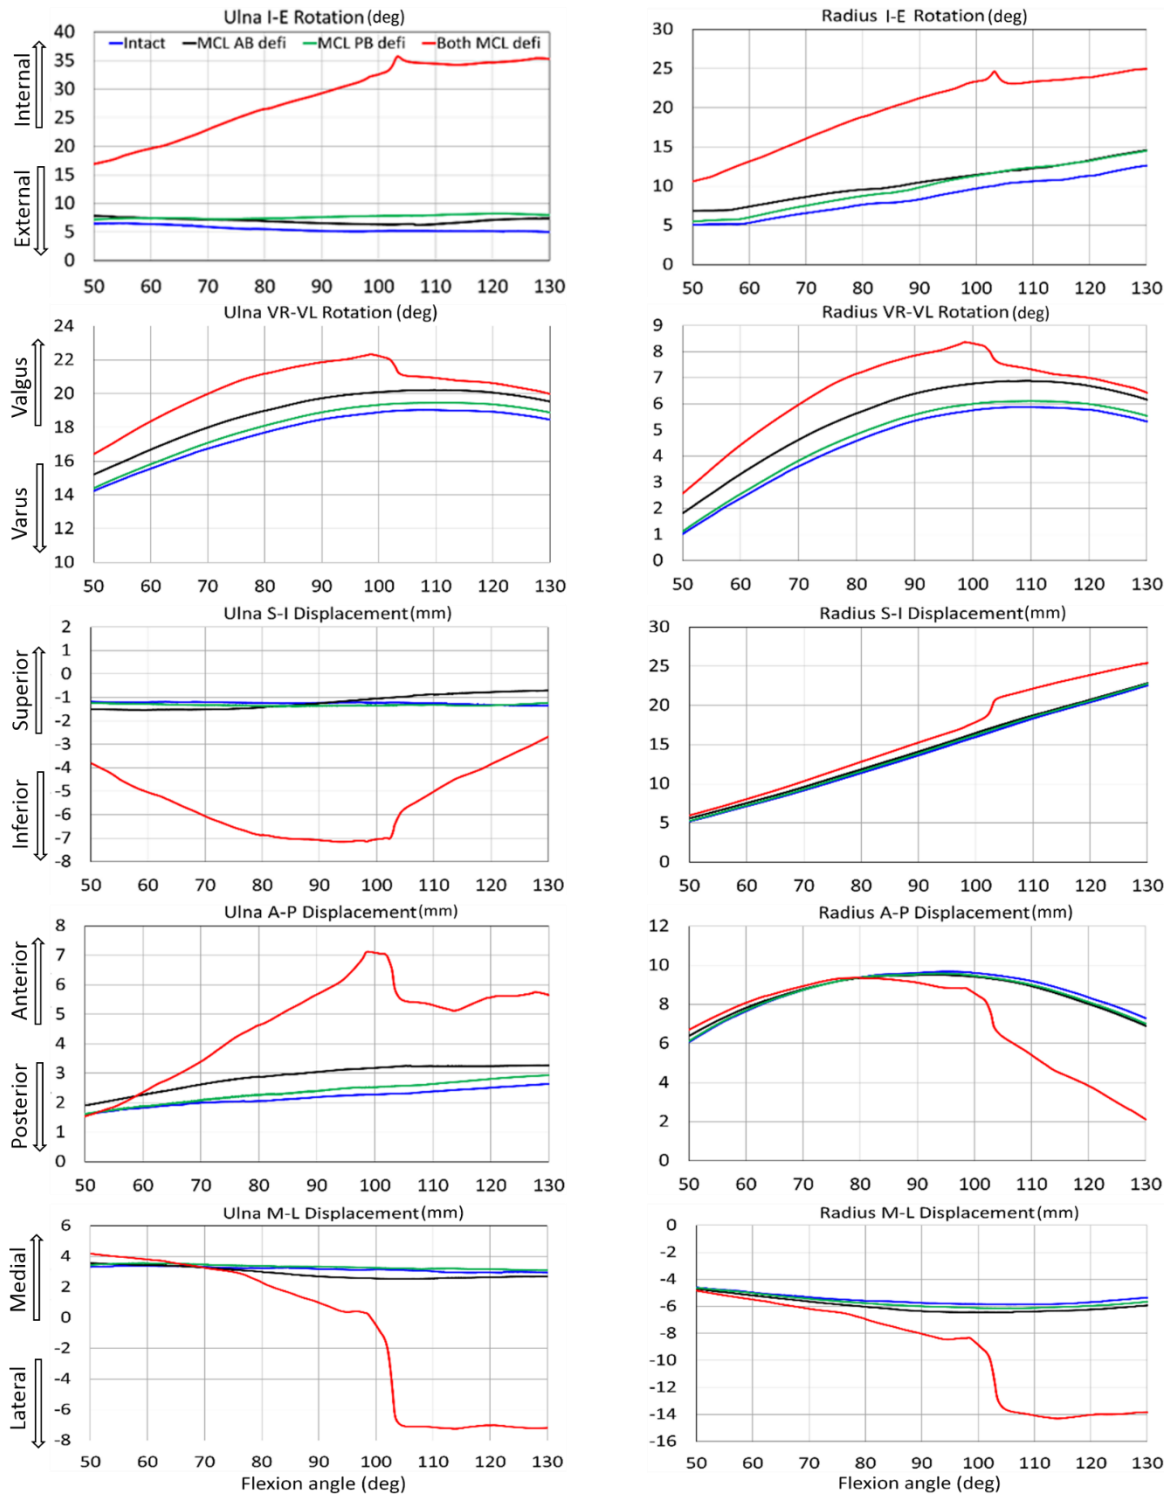 Ulna I-E Rotation (deg)
40
35
30
25
20
15
10
5
0
Intact MCL AB defi MCL PB defi Both MCL defi
Internal
External
50 60 70 80 90 100 110 120 130
Radius I-E Rotation (deg)
30
25
20
15
10
5
0
50 60 70 80 90 100 110 120 130
Ulna VR-VL Rotation (deg)
24
22
20
18
16
14
12
10
Valgus
Varus
50 60 70 80 90 100 110 120 130
Radius VR-VL Rotation (deg)
9
8
7
6
5
4
3
2
1
0
50 60 70 80 90 100 110 120 130
Ulna S-I Displacement (mm)
2
1
0
-1
-2
-3
-4
-5
-6
-7
-8
Superior
Inferior
50 60 70 80 90 100 110 120 130
Radius S-I Displacement (mm)
30
25
20
15
10
5
0
50 60 70 80 90 100 110 120 130
Ulna A-P Displacement (mm)
8
7
6
5
4
3
2
1
0
Anterior
Posterior
50 60 70 80 90 100 110 120 130
Radius A-P Displacement (mm)
12
10
8
6
4
2
0
50 60 70 80 90 100 110 120 130
Ulna M-L Displacement (mm)
6
4
2
0
-2
-4
-6
-8
Medial
Lateral
50 60 70 80 90 100 110 120 130
Flexion angle (deg)
Radius M-L Displacement (mm)
0
-2
-4
-6
-8
-10
-12
-14
-16
50 60 70 80 90 100 110 120 130
Flexion angle (deg)